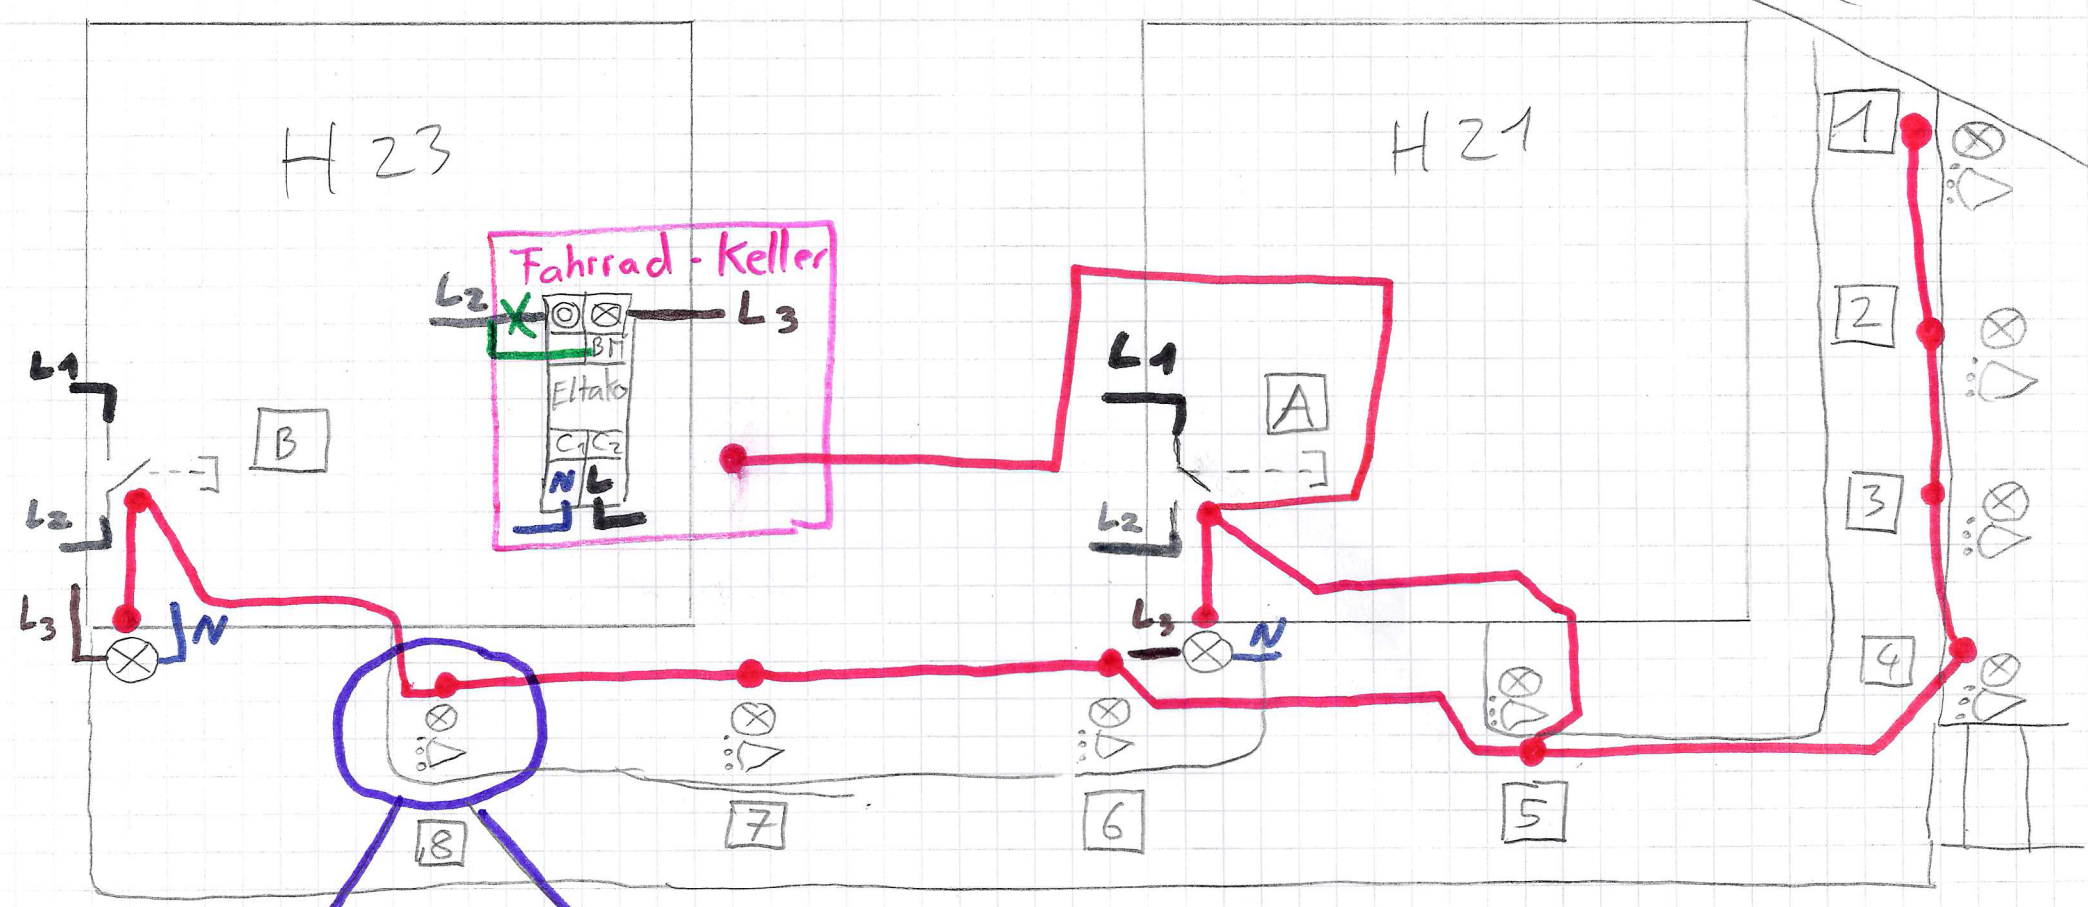 H 23
H 21
1
Fahrrad - Keller
L2
X
L3
2
BM
L1
L1
Eltako
A
B
C1 C2
3
N L
L2
L2
L3
N
L3
N
4
8
7
6
5